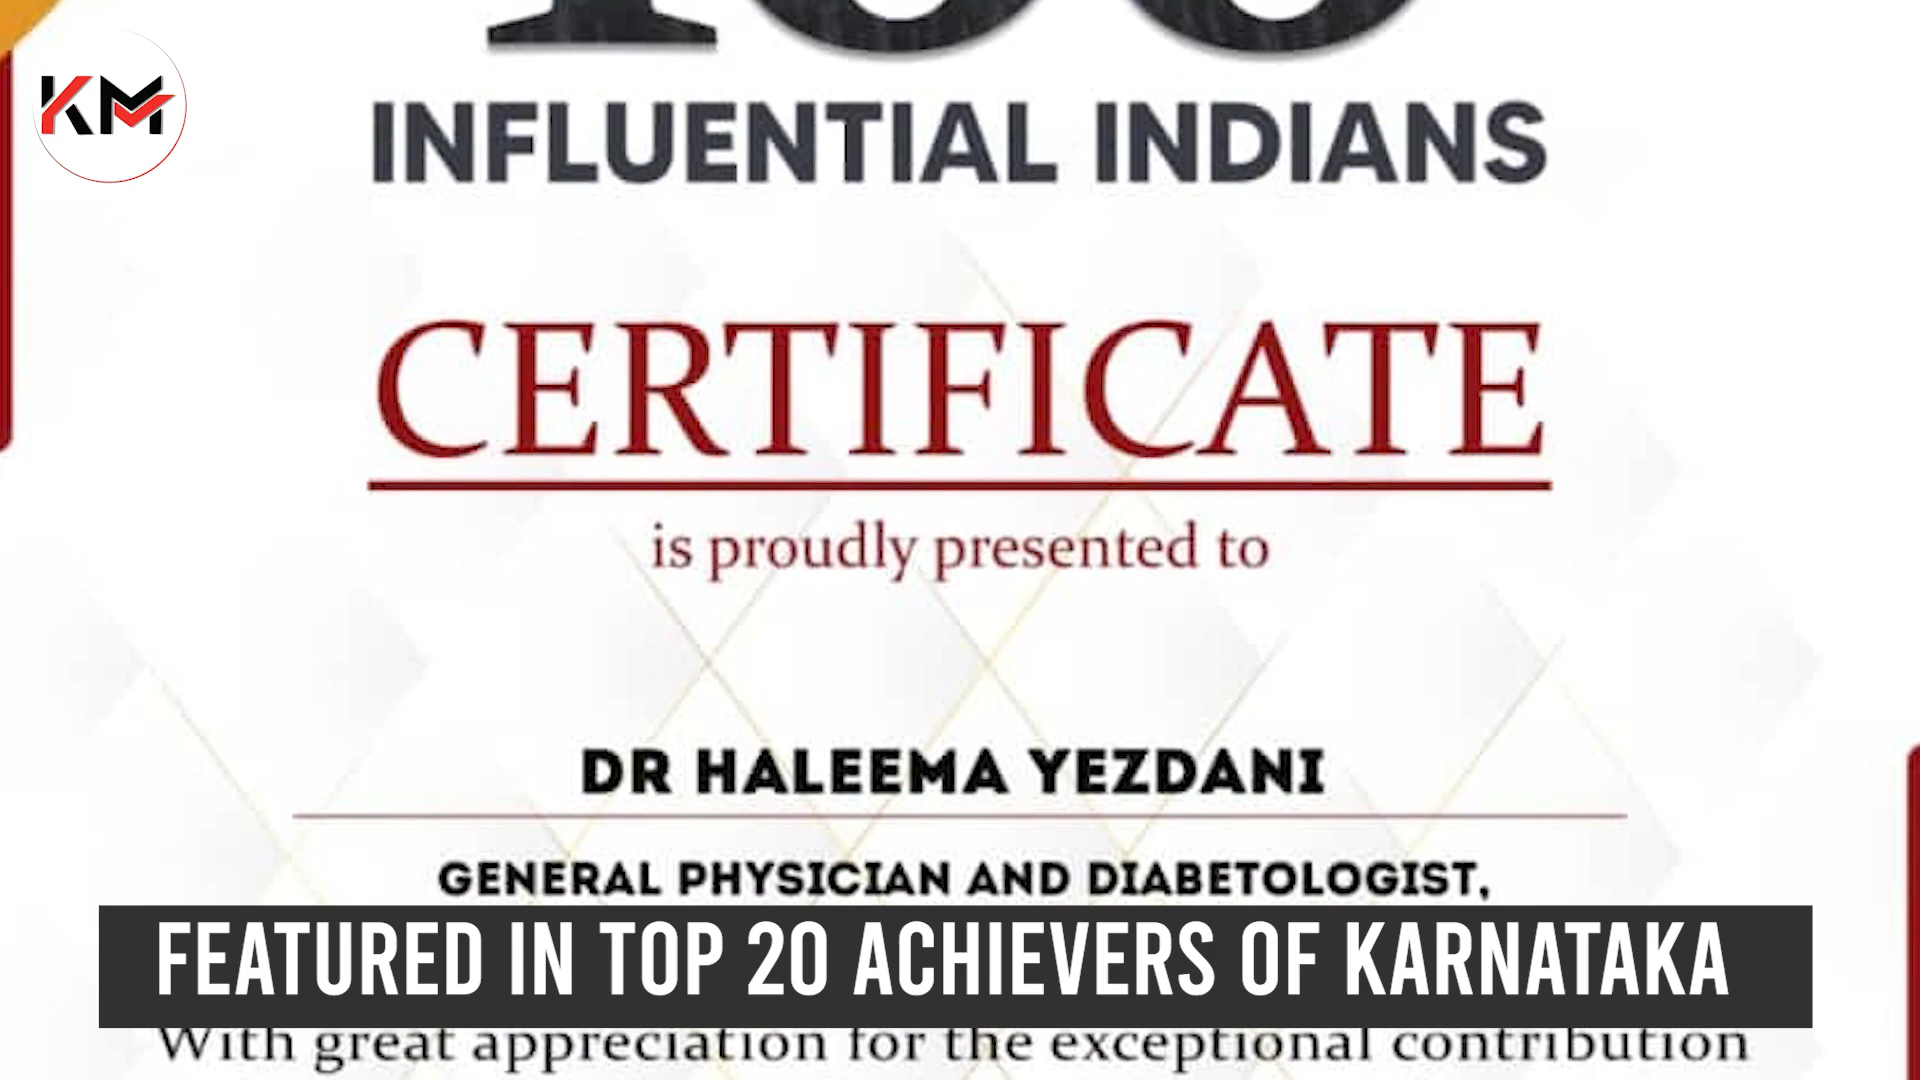 100
KM
INFLUENTIAL INDIANS
CERTIFICATE
is proudly presented to
DR HALEEMA YEZDANI
GENERAL PHYSICIAN AND DIABETOLOGIST,
FEATURED IN TOP 20 ACHIEVERS OF KARNATAKA
With great appreciation for the exceptional contribution